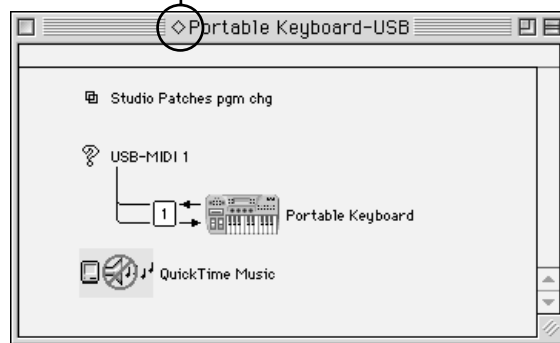 ◇Portable Keyboard-USB
Studio Patches pgm chg
USB-MIDI 1
1
Portable Keyboard
QuickTime Music